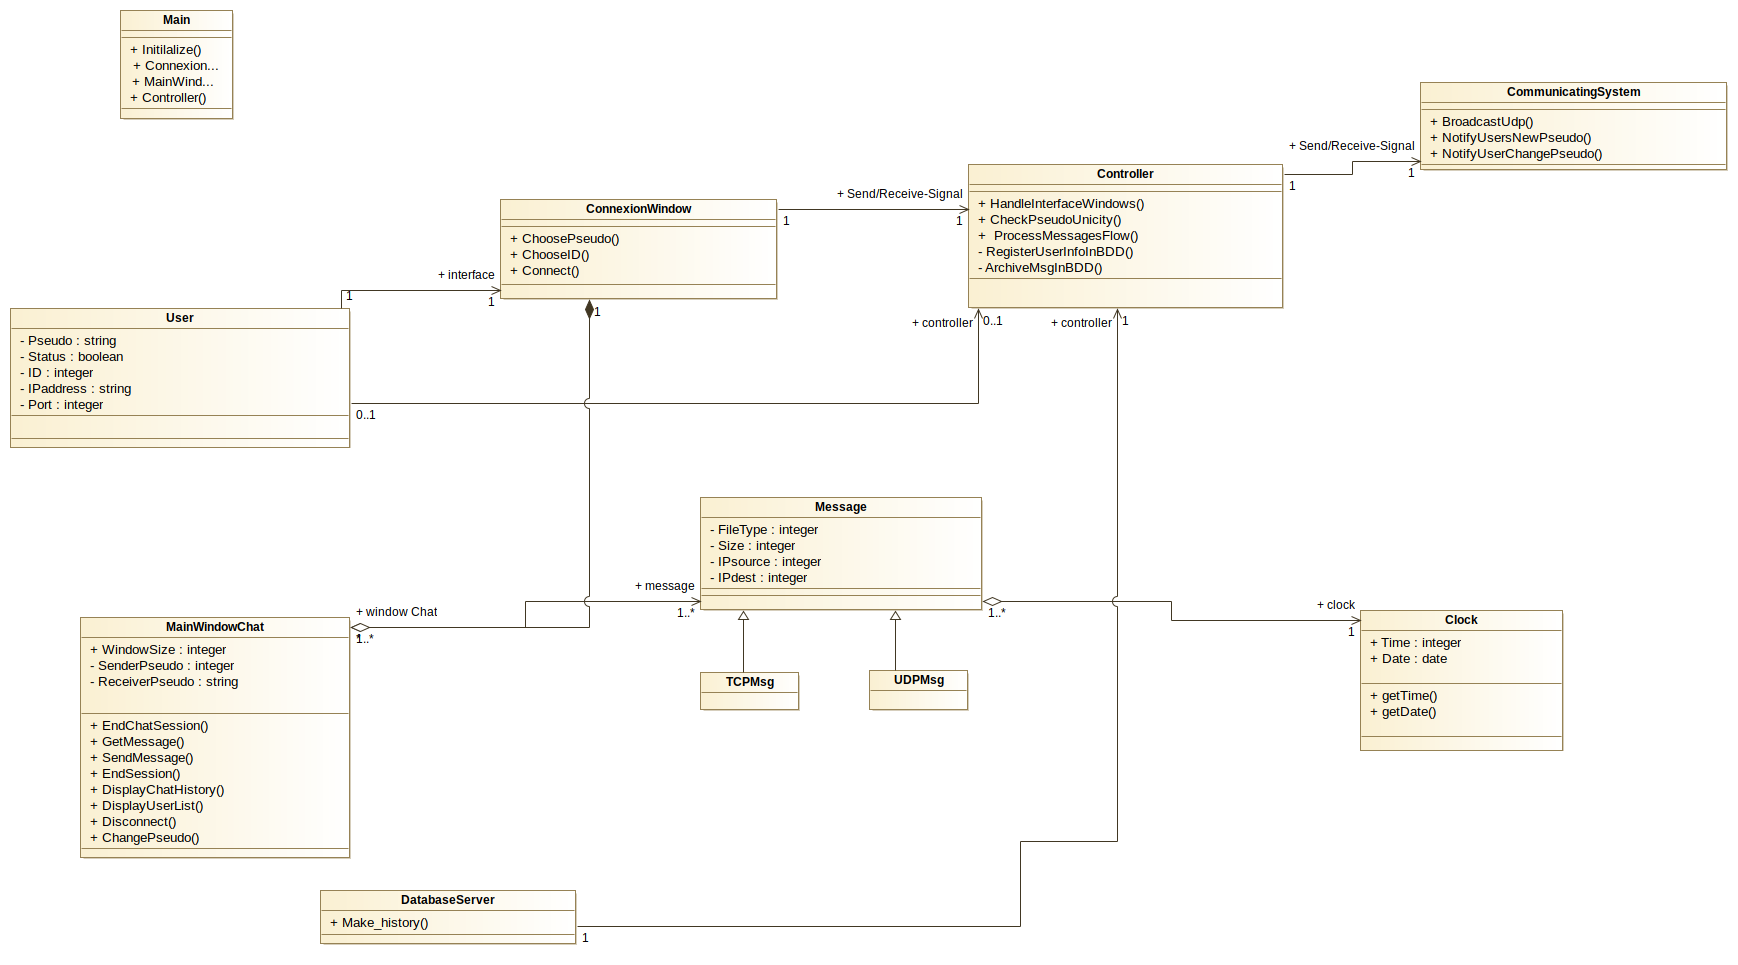 Main
+ Initilalize()
+ Connexion...
+ MainWind...
+ Controller()
CommunicatingSystem
+ BroadcastUdp()
+ NotifyUsersNewPseudo()
+ NotifyUserChangePseudo()
+ Send/Receive-Signal
1
1
Controller
+ HandleInterfaceWindows()
+ CheckPseudoUnicity()
+  ProcessMessagesFlow()
- RegisterUserInfoInBDD()
- ArchiveMsgInBDD()
+ Send/Receive-Signal
1
1
ConnexionWindow
+ ChoosePseudo()
+ ChooseID()
+ Connect()
+ interface
1
1
1
User
- Pseudo : string
- Status : boolean
- ID : integer
- IPaddress : string
- Port : integer
0..1
+ controller
0..1
+ controller
1
Message
- FileType : integer
- Size : integer
- IPsource : integer
- IPdest : integer
+ message
1..*
1..*
+ clock
1
Clock
+ Time : integer
+ Date : date
+ getTime()
+ getDate()
TCPMsg
UDPMsg
+ window Chat
1..*
*
MainWindowChat
+ WindowSize : integer
- SenderPseudo : integer
- ReceiverPseudo : string
+ EndChatSession()
+ GetMessage()
+ SendMessage()
+ EndSession()
+ DisplayChatHistory()
+ DisplayUserList()
+ Disconnect()
+ ChangePseudo()
DatabaseServer
+ Make_history()
1